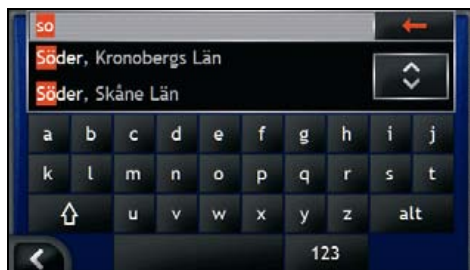 so
Söder, Kronobergs Län
Söder, Skåne Län
a b c d e f g h i j
k l m n o p q r s t
u v w x y z alt
123